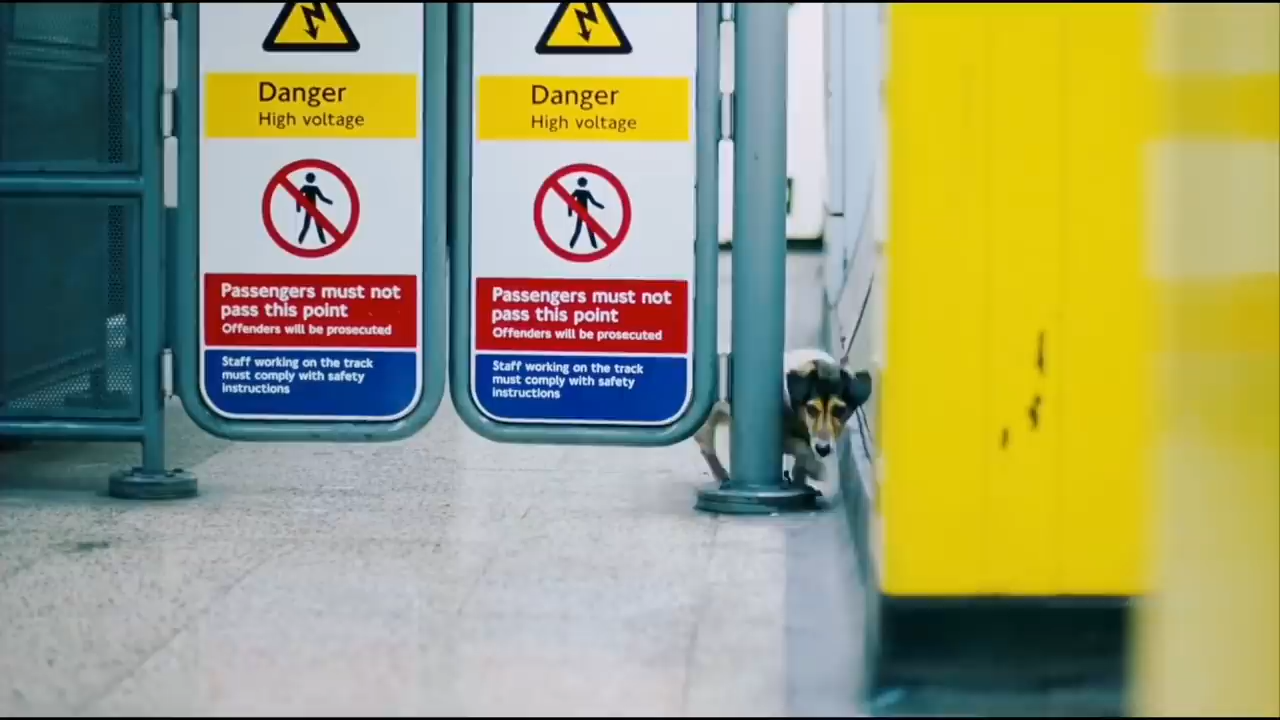 Danger
High voltage
Passengers must not
pass this point
Offenders will be prosecuted
Staff working on the track
must comply with safety
instructions
Danger
High voltage
Passengers must not
pass this point
Offenders will be prosecuted
Staff working on the track
must comply with safety
instructions